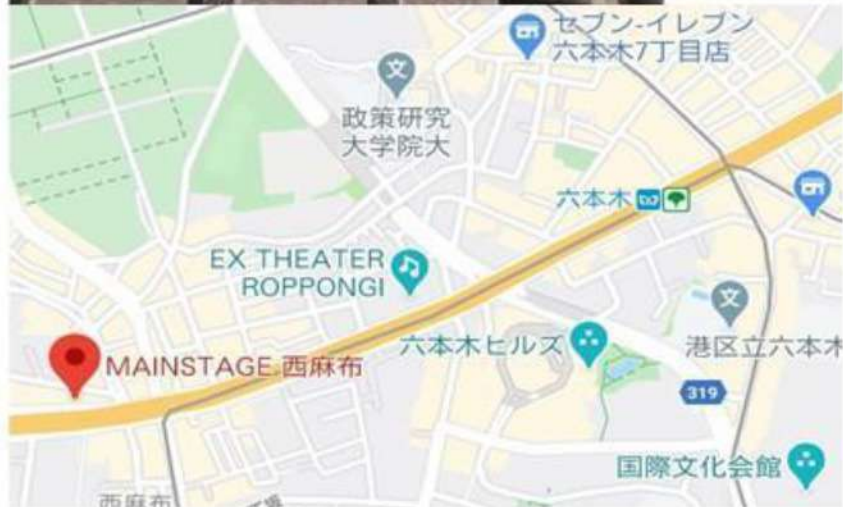 セブン-イレブン
六本木7丁目店
政策研究
大学院大
六本木
EX THEATER
ROPPONGI
六本木ヒルズ
港区立六本木
MAINSTAGE.西麻布
319
国際文化会館
西麻布